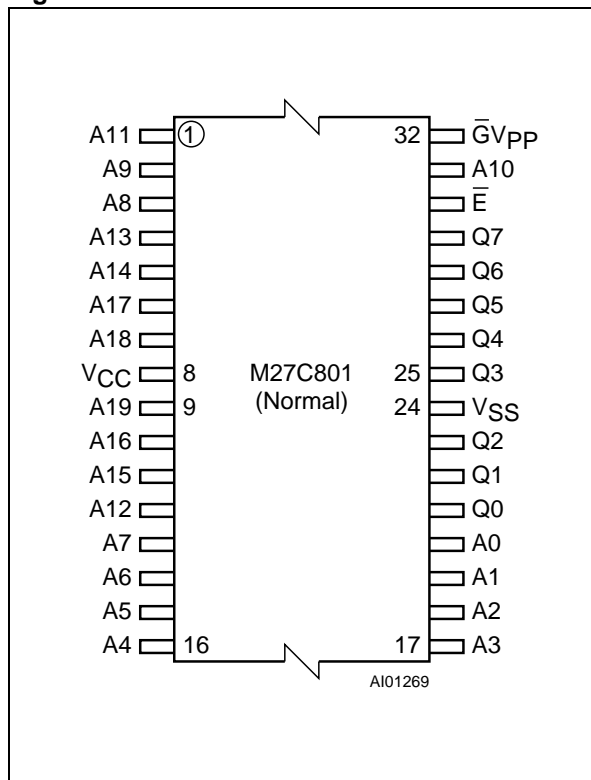 A11 1 32 G̅VPP
A9 A10
A8 E̅
A13 Q7
A14 Q6
A17 Q5
A18 Q4
VCC 8 M27C801 25 Q3
A19 9 (Normal) 24 VSS
A16 Q2
A15 Q1
A12 Q0
A7 A0
A6 A1
A5 A2
A4 16 17 A3
AI01269